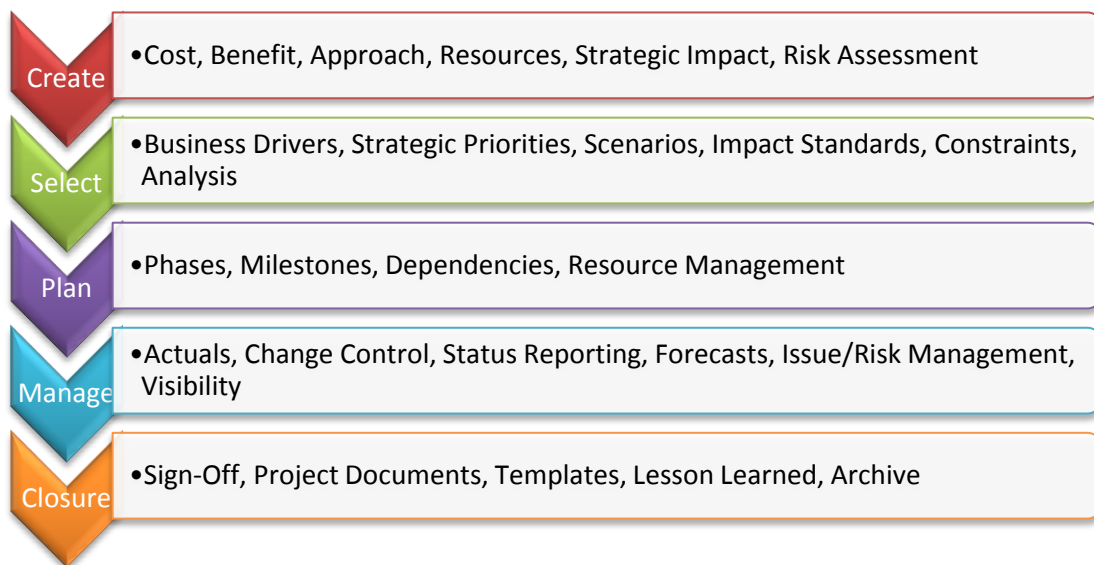 Create
•Cost, Benefit, Approach, Resources, Strategic Impact, Risk Assessment
Select
•Business Drivers, Strategic Priorities, Scenarios, Impact Standards, Constraints,
Analysis
Plan
•Phases, Milestones, Dependencies, Resource Management
Manage
•Actuals, Change Control, Status Reporting, Forecasts, Issue/Risk Management,
Visibility
Closure
•Sign-Off, Project Documents, Templates, Lesson Learned, Archive